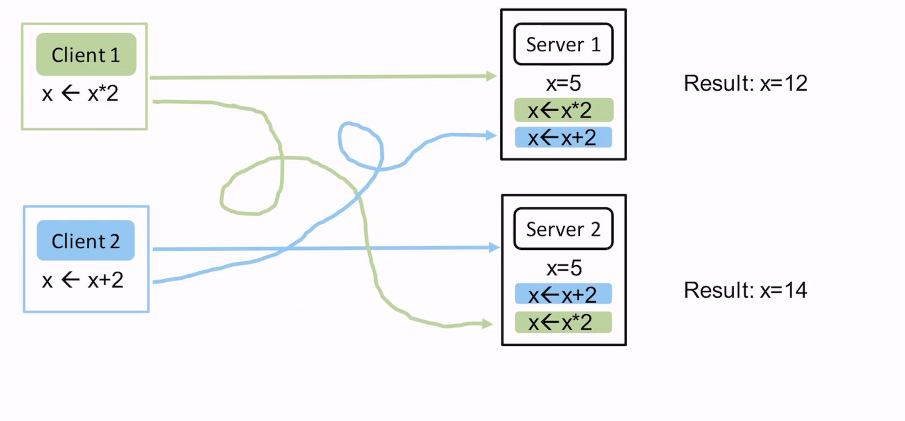 Client 1
x ← x*2
Server 1
x=5
x←x*2
x←x+2
Result: x=12
Client 2
x ← x+2
Server 2
x=5
x←x+2
x←x*2
Result: x=14